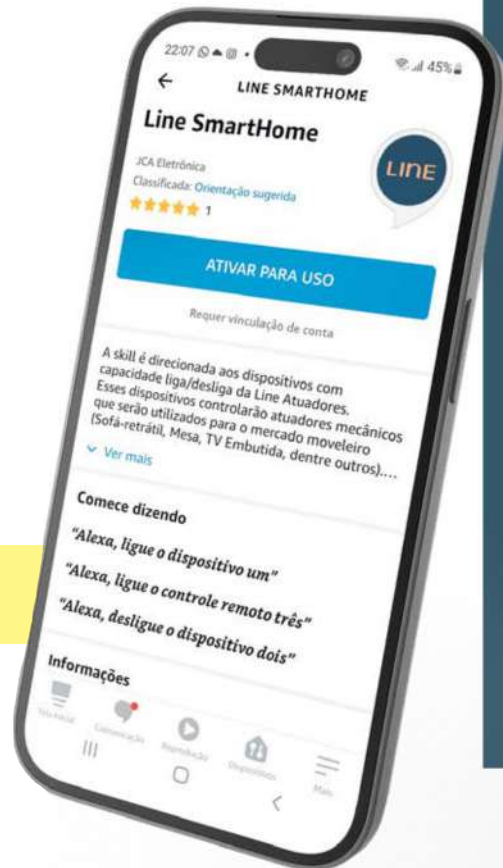 22:07
45%
LINE SMARTHOME
Line SmartHome
LINE
JCA Eletrônica
Classificada: Orientação sugerida
1
ATIVAR PARA USO
Requer vinculação de conta
A skill é direcionada aos dispositivos com
capacidade liga/desliga da Line Atuadores.
Esses dispositivos controlarão atuadores mecânicos
que serão utilizados para o mercado moveleiro
(Sofá-retrátil, Mesa, TV Embutida, dentre outros)....
Ver mais
Comece dizendo
"Alexa, ligue o dispositivo um"
"Alexa, ligue o controle remoto três"
"Alexa, desligue o dispositivo dois"
Informações
Tela inicial
Comunicação
Reprodução
Dispositivos
Mais